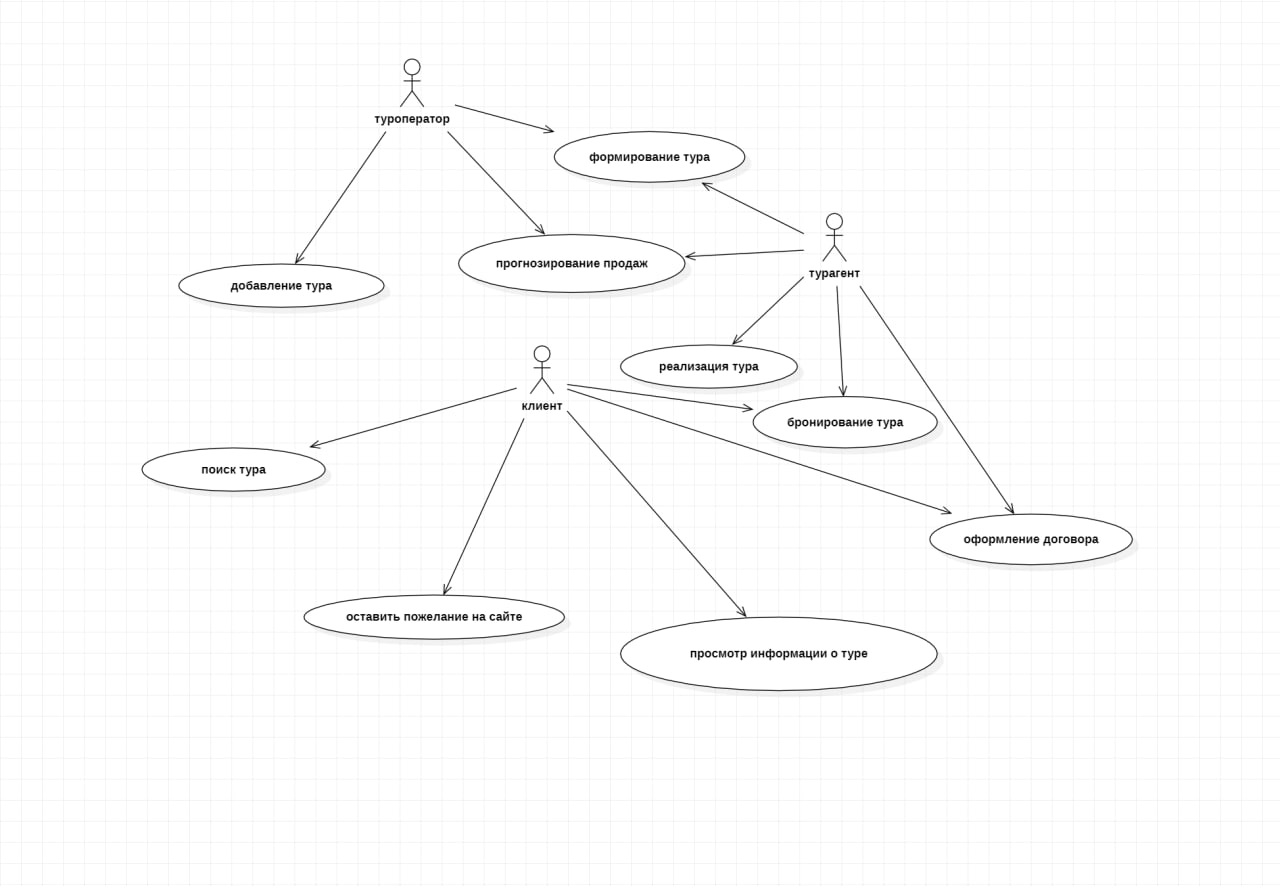 туроператор
формирование тура
прогнозирование продаж
турагент
добавление тура
реализация тура
клиент
бронирование тура
поиск тура
оформление договора
оставить пожелание на сайте
просмотр информации о туре